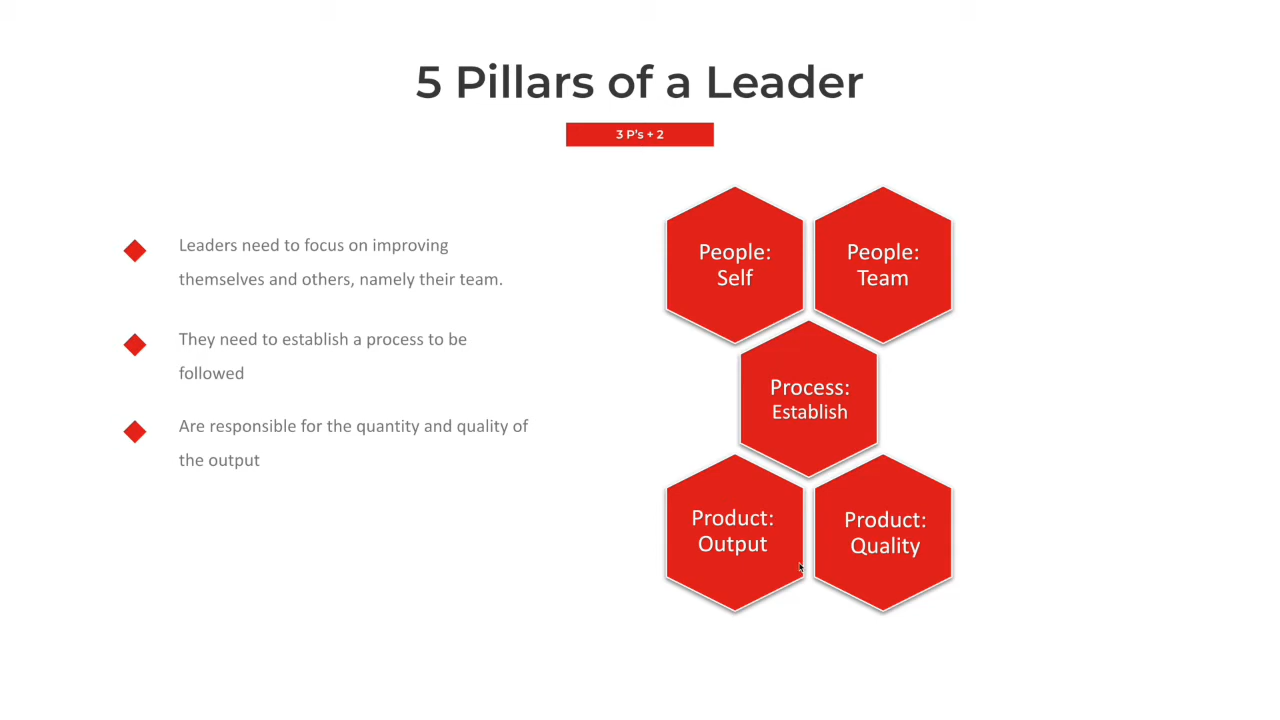 5 Pillars of a Leader
3 P's + 2
Leaders need to focus on improving
themselves and others, namely their team.
They need to establish a process to be
followed
Are responsible for the quantity and quality of
the output
People:
Self
People:
Team
Process:
Establish
Product:
Output
Product:
Quality